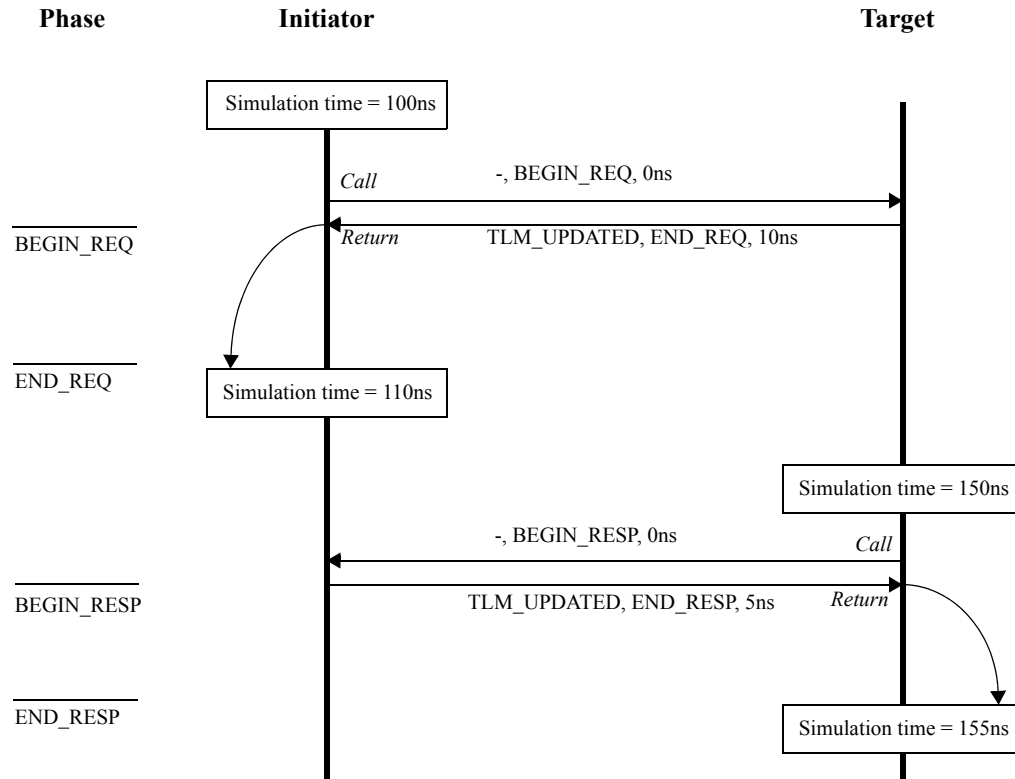 Phase Initiator Target
Simulation time = 100ns
-, BEGIN_REQ, 0ns
Call
BEGIN_REQ
Return
TLM_UPDATED, END_REQ, 10ns
END_REQ
Simulation time = 110ns
Simulation time = 150ns
-, BEGIN_RESP, 0ns
Call
BEGIN_RESP
TLM_UPDATED, END_RESP, 5ns
Return
END_RESP
Simulation time = 155ns